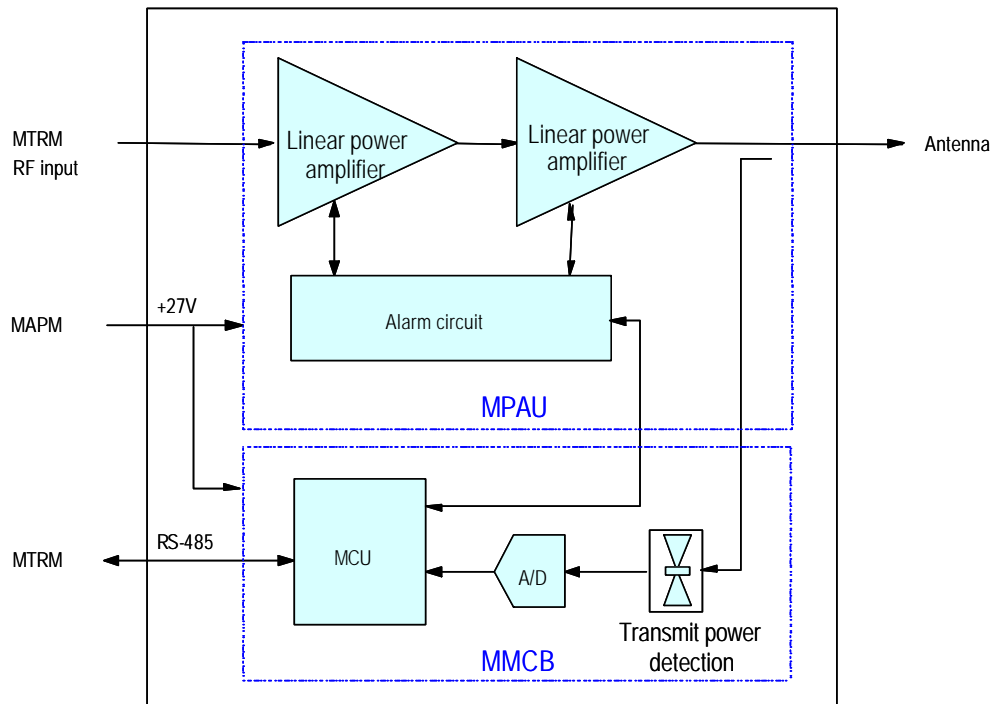 MTRM
RF input
Linear power
amplifier
Linear power
amplifier
Antenna
+27V
MAPM
Alarm circuit
MPAU
RS-485
MTRM
MCU
A/D
Transmit power
detection
MMCB